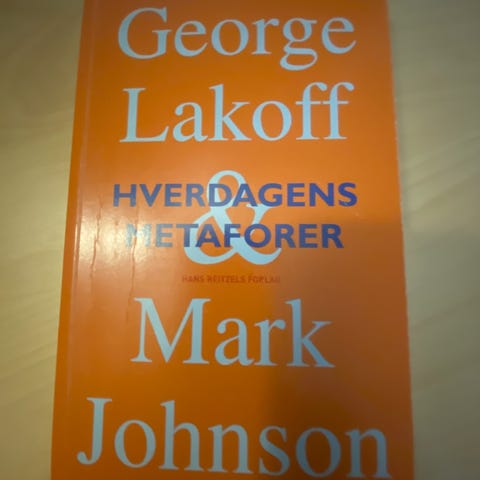 George
Lakoff
HVERDAGENS
&
METAFORER
HANS REITZELS FORLAG
Mark
Johnson